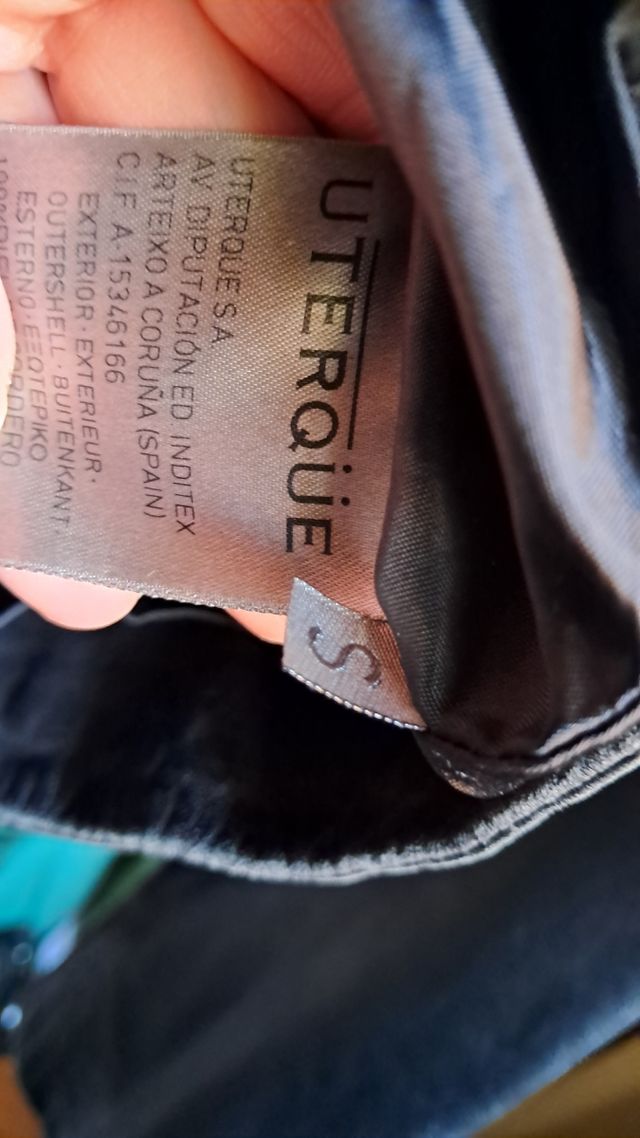 UTERQÜE
UTERQUE S A
AV DIPUTACIÓN ED INDITEX
ARTEIXO A CORUÑA (SPAIN)
C.I.F. A.15346166
EXTERIOR · EXTERIEUR ·
OUTERSHELL · BUITENKANT
ESTERNO · ΕΞΩΤΕΡΙΚΟ
S